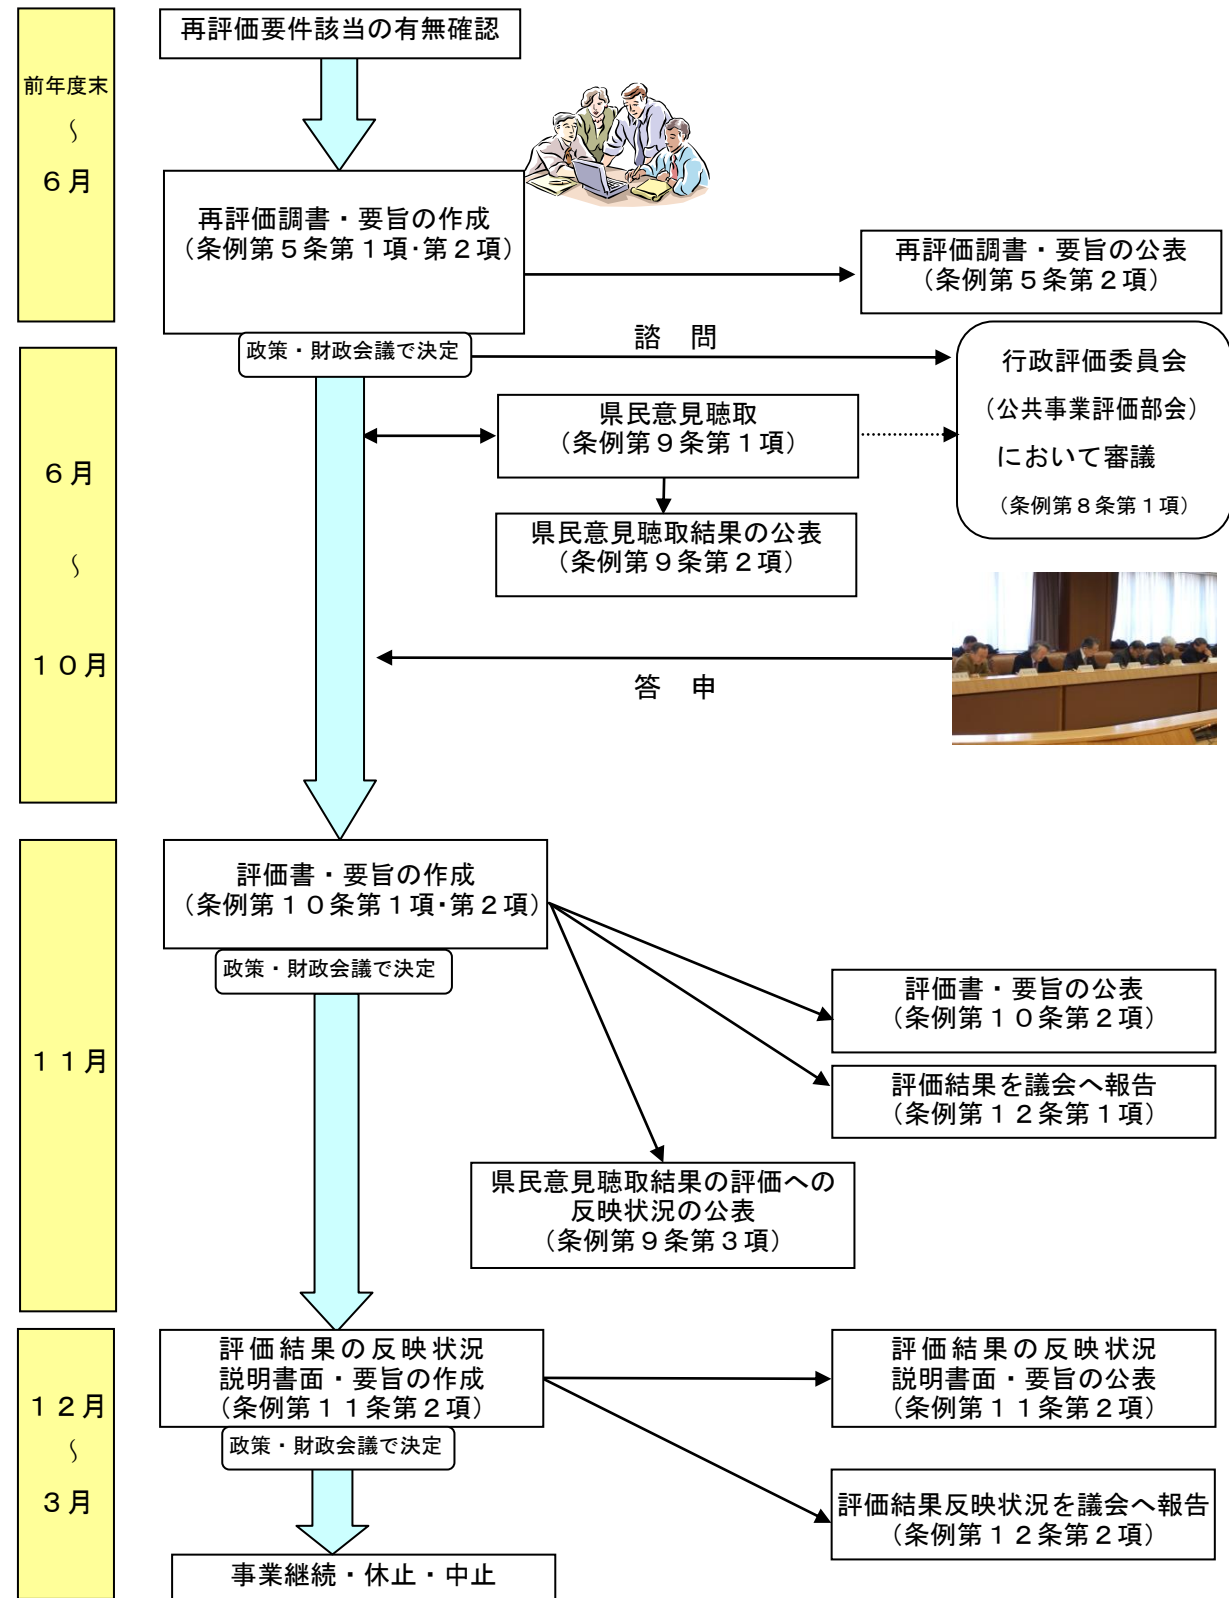 再評価要件該当の有無確認
前年度末
～
６月
再評価調書・要旨の作成
（条例第５条第１項・第２項）
再評価調書・要旨の公表
（条例第５条第２項）
政策・財政会議で決定
諮　問
行政評価委員会
（公共事業評価部会）
において審議
（条例第８条第１項）
県民意見聴取
（条例第９条第１項）
県民意見聴取結果の公表
（条例第９条第２項）
６月
～
１０月
答　申
評価書・要旨の作成
（条例第１０条第１項・第２項）
政策・財政会議で決定
１１月
評価書・要旨の公表
（条例第１０条第２項）
評価結果を議会へ報告
（条例第１２条第１項）
県民意見聴取結果の評価への
反映状況の公表
（条例第９条第３項）
１２月
～
３月
評価結果の反映状況
説明書面・要旨の作成
（条例第１１条第２項）
政策・財政会議で決定
評価結果の反映状況
説明書面・要旨の公表
（条例第１１条第２項）
評価結果反映状況を議会へ報告
（条例第１２条第２項）
事業継続・休止・中止